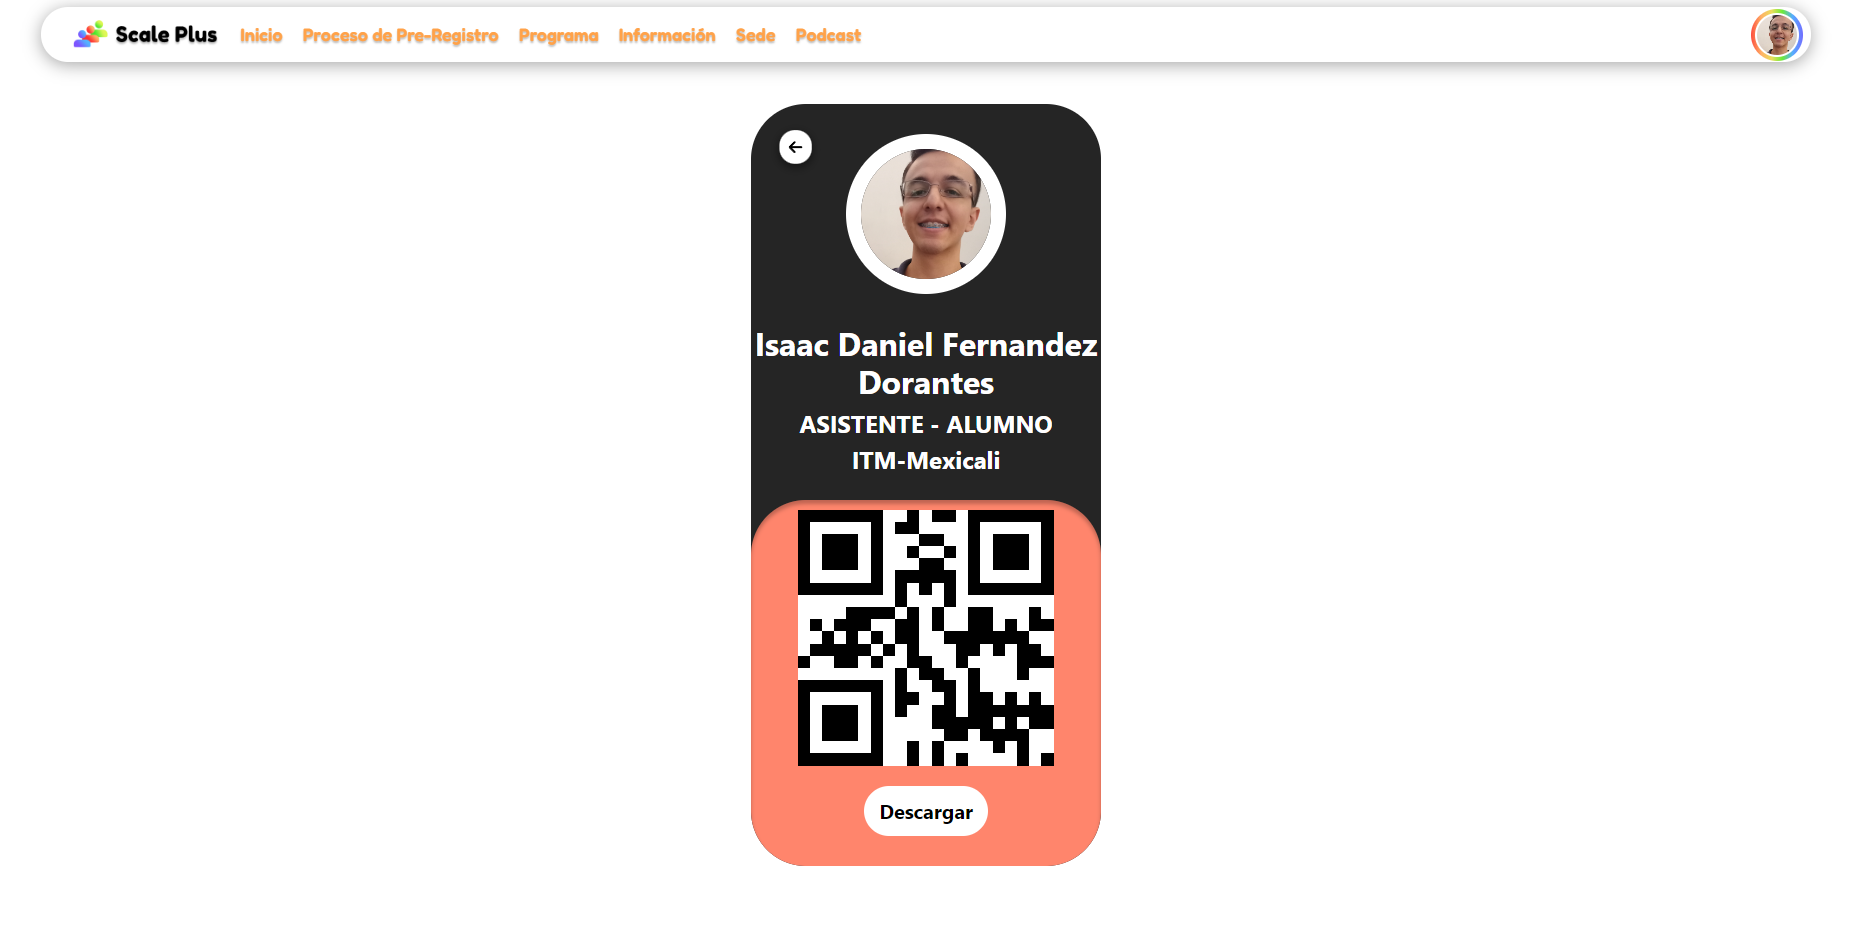 Scale Plus Inicio Proceso de Pre-Registro Programa Información Sede Podcast
Isaac Daniel Fernandez
Dorantes
ASISTENTE - ALUMNO
ITM-Mexicali
Descargar